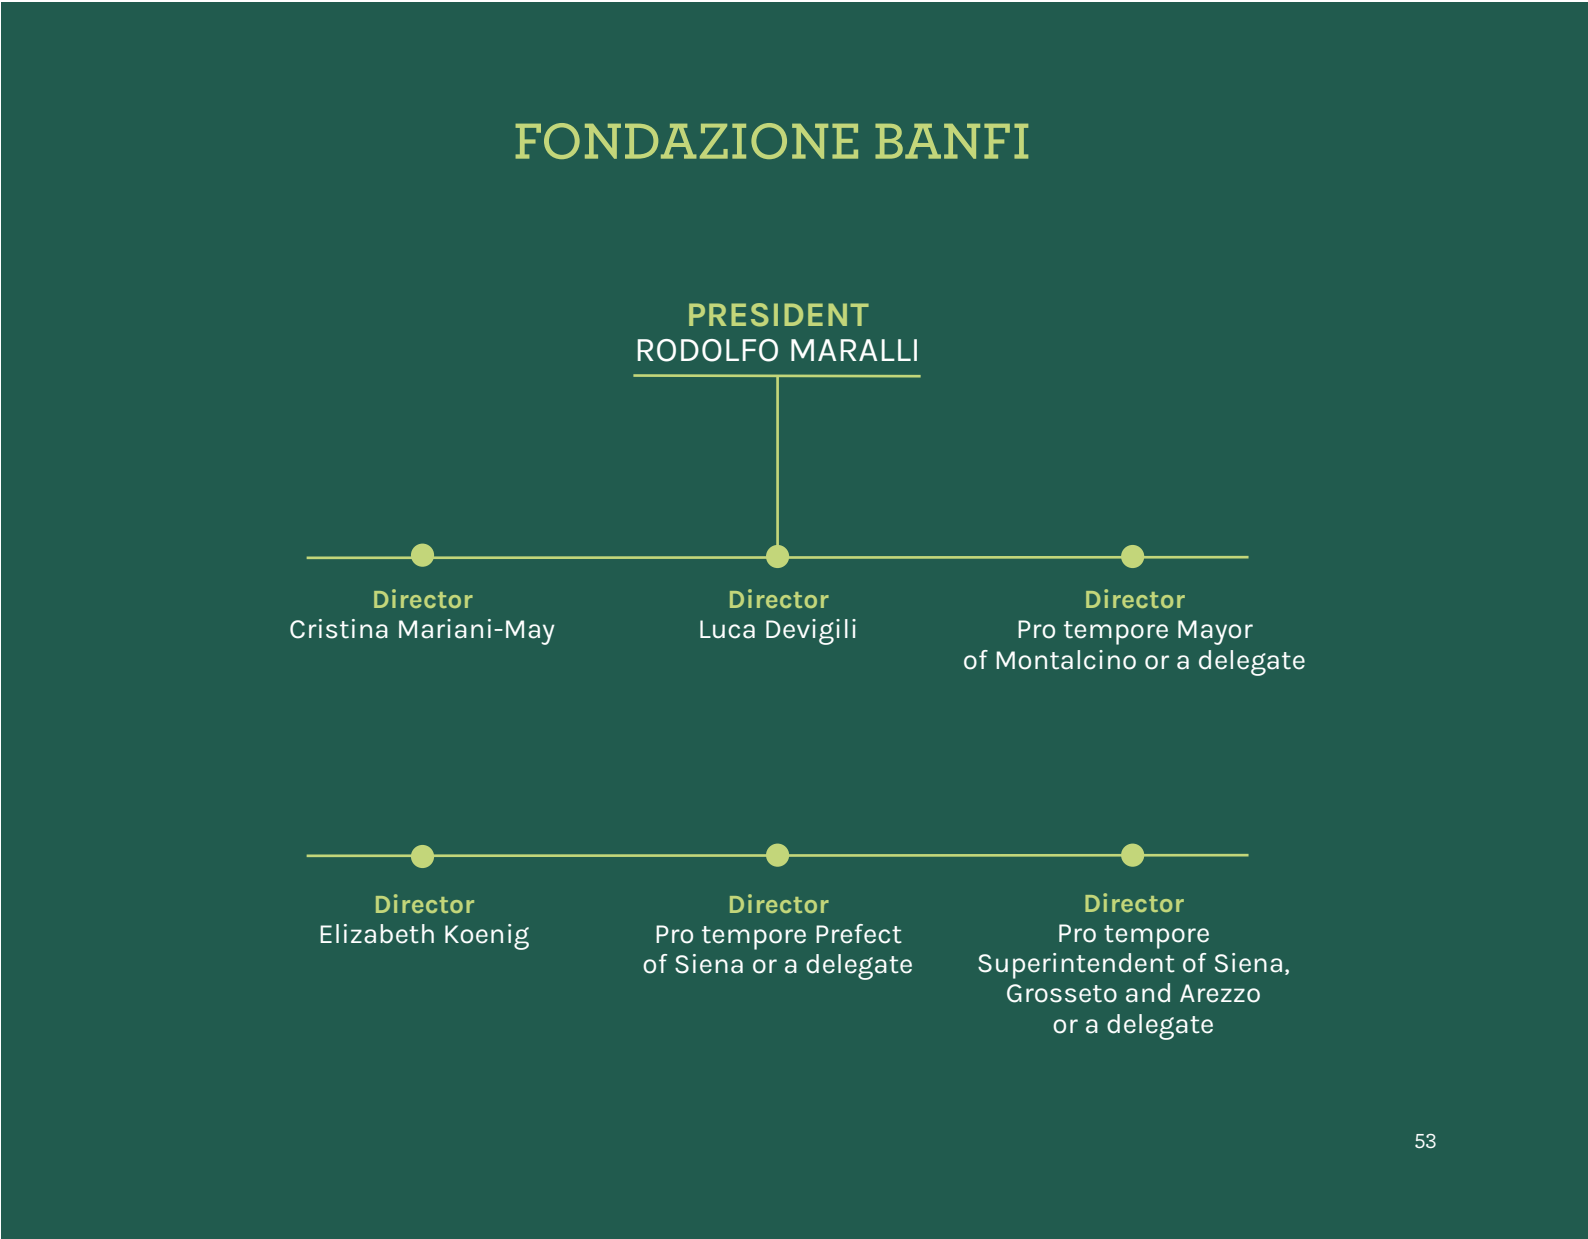 FONDAZIONE BANFI
PRESIDENT
RODOLFO MARALLI
Director
Cristina Mariani-May
Director
Luca Devigili
Director
Pro tempore Mayor
of Montalcino or a delegate
Director
Elizabeth Koenig
Director
Pro tempore Prefect
of Siena or a delegate
Director
Pro tempore
Superintendent of Siena,
Grosseto and Arezzo
or a delegate
53